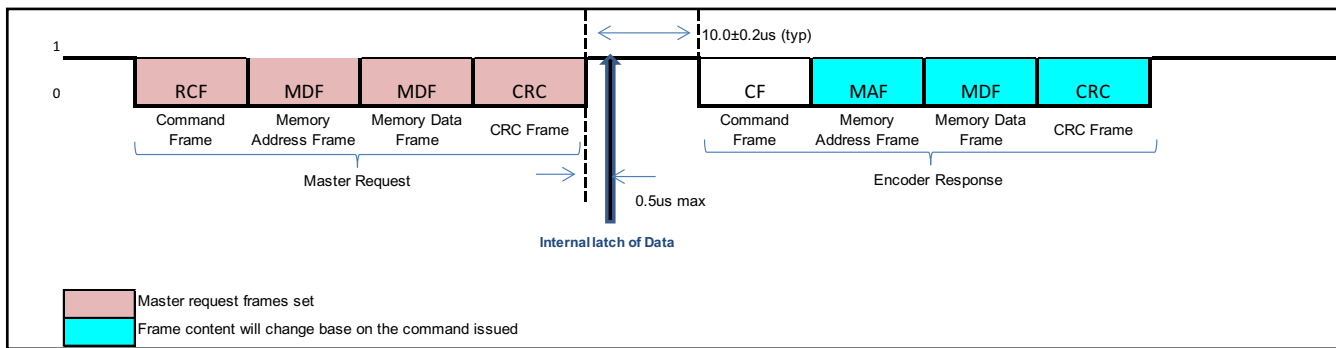 10.0±0.2us (typ)
1
0
RCF
MDF
MDF
CRC
CF
MAF
MDF
CRC
Command
Frame
Memory
Address Frame
Memory Data
Frame
CRC Frame
Command
Frame
Memory
Address Frame
Memory Data
Frame
CRC Frame
Master Request
Encoder Response
0.5us max
Internal latch of Data
Master request frames set
Frame content will change base on the command issued